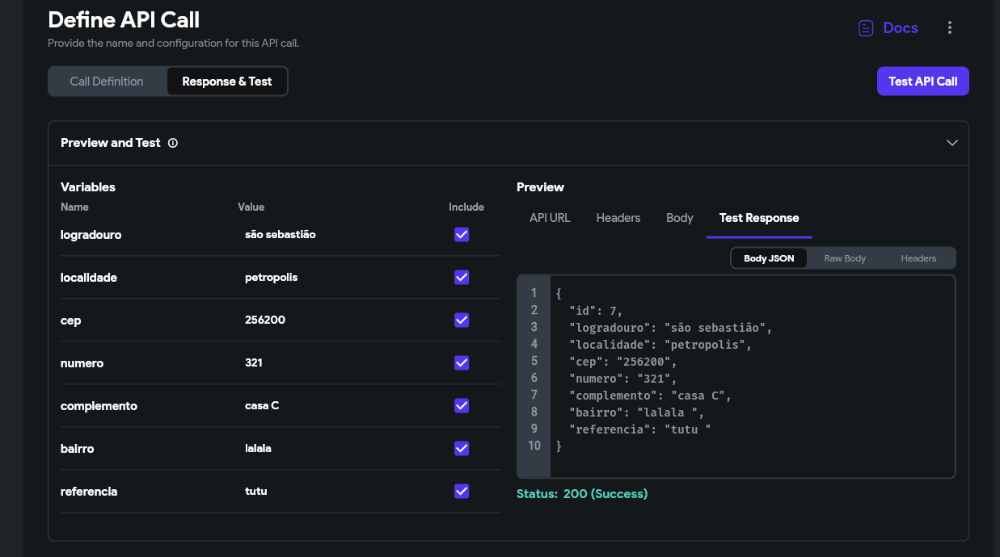 Define API Call
Provide the name and configuration for this API call.
Docs
Call Definition
Response & Test
Test API Call
Preview and Test
Variables
Name Value Include
logradouro são sebastião
localidade petropolis
cep 256200
numero 321
complemento casa C
bairro lalala
referencia tutu
Preview
API URL Headers Body Test Response
Body JSON Raw Body Headers
1 {
2 "id": 7,
3 "logradouro": "são sebastião",
4 "localidade": "petropolis",
5 "cep": "256200",
6 "numero": "321",
7 "complemento": "casa C",
8 "bairro": "lalala ",
9 "referencia": "tutu "
10 }
Status: 200 (Success)